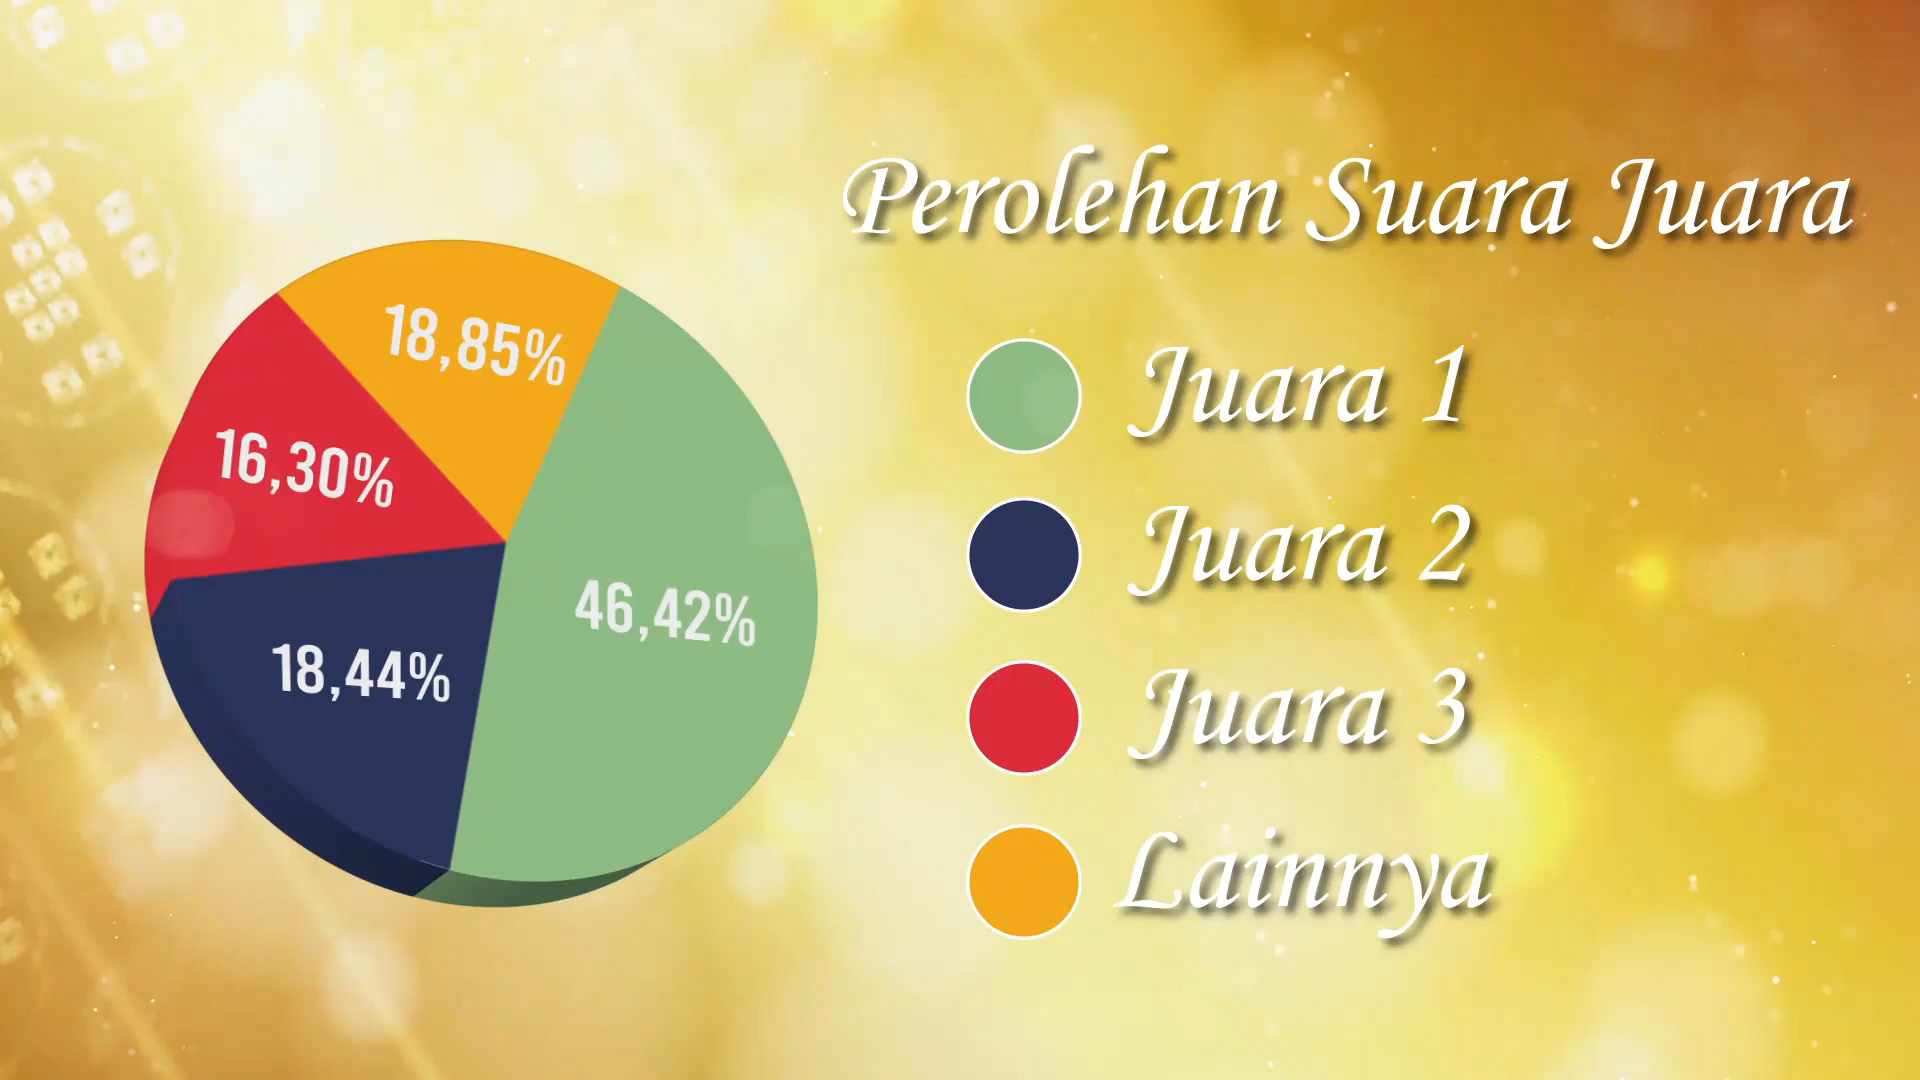 Perolehan Suara Juara
18,85%
16,30%
46,42%
18,44%
Juara 1
Juara 2
Juara 3
Lainnya